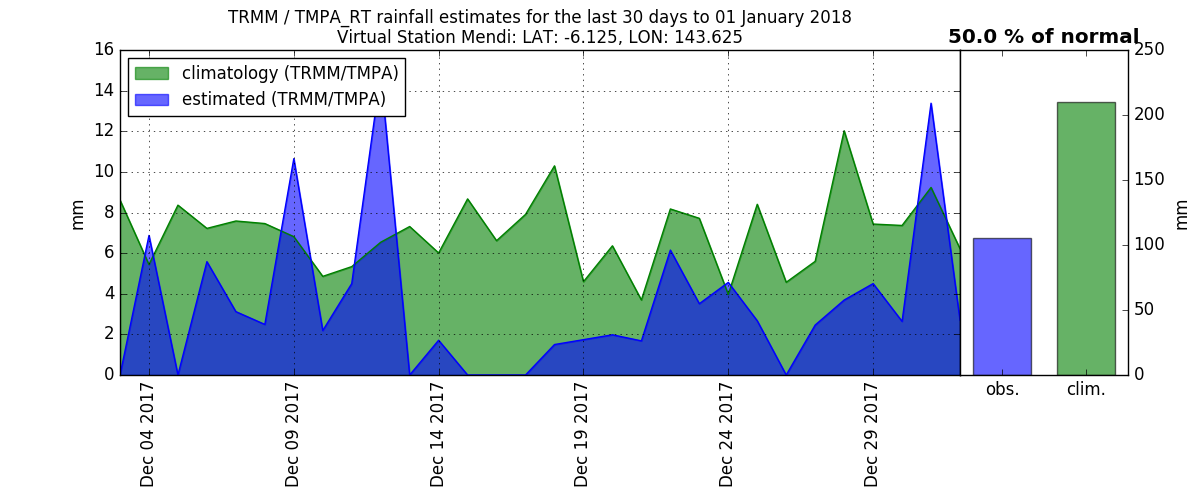 TRMM / TMPA_RT rainfall estimates for the last 30 days to 01 January 2018
Virtual Station Mendi: LAT: -6.125, LON: 143.625
50.0 % of normal
climatology (TRMM/TMPA)
estimated (TRMM/TMPA)
mm
16
14
12
10
8
6
4
2
0
Dec 04 2017
Dec 09 2017
Dec 14 2017
Dec 19 2017
Dec 24 2017
Dec 29 2017
250
200
150
100
50
0
mm
obs.
clim.